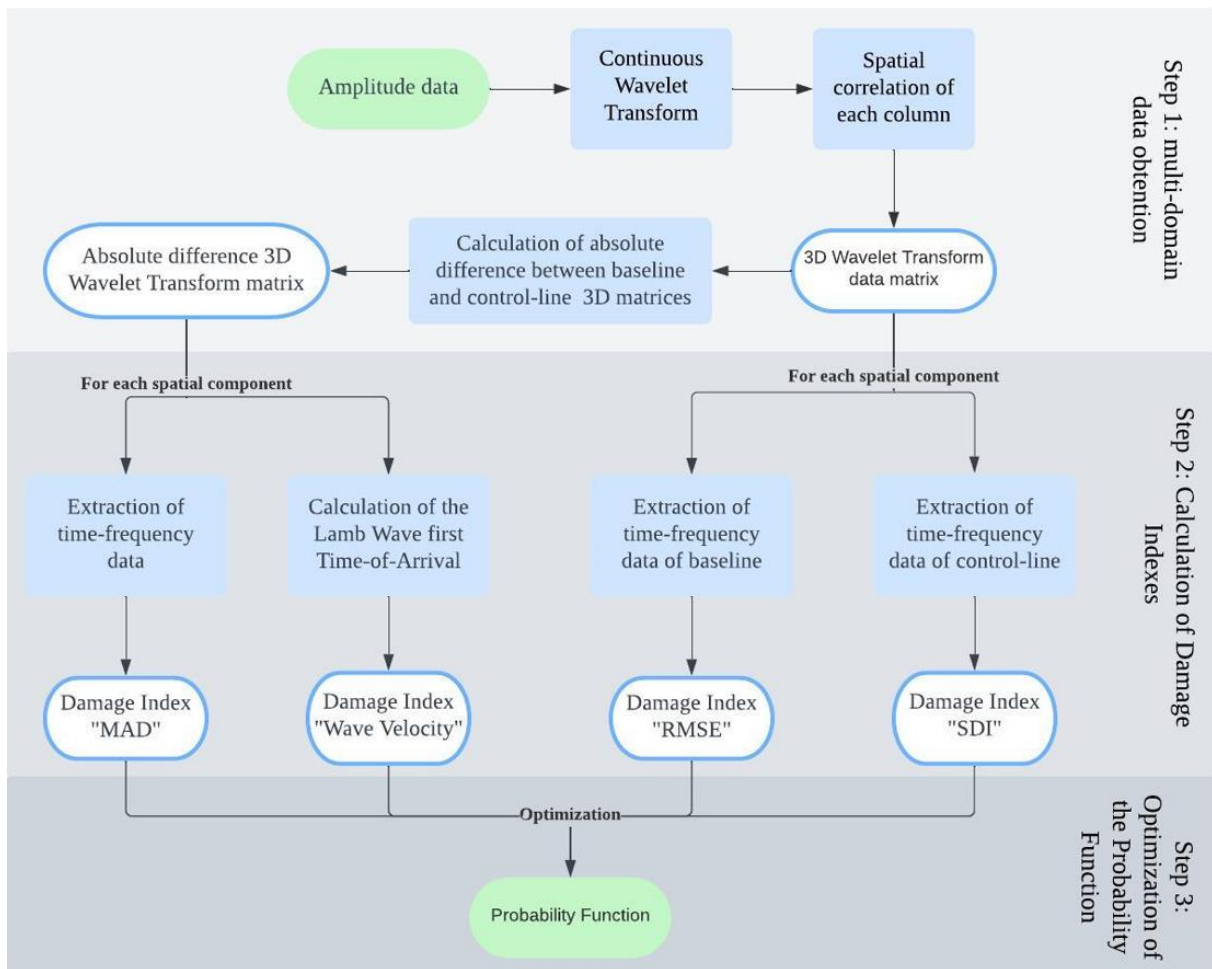 Amplitude data
Continuous
Wavelet
Transform
Spatial
correlation of
each column
Step 1: multi-domain
data obtention
Absolute difference 3D
Wavelet Transform matrix
Calculation of absolute
difference between baseline
and control-line 3D matrices
3D Wavelet Transform
data matrix
For each spatial component
For each spatial component
Step 2: Calculation of Damage
Indexes
Extraction of
time-frequency
data
Calculation of the
Lamb Wave first
Time-of-Arrival
Extraction of
time-frequency
data of baseline
Extraction of
time-frequency
data of control-line
Damage Index
"MAD"
Damage Index
"Wave Velocity"
Damage Index
"RMSE"
Damage Index
"SDI"
Optimization
Step 3:
Optimization of
the Probability
Function
Probability Function